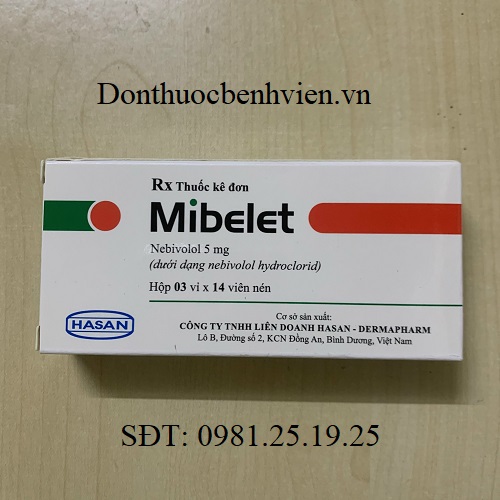 Donthuocbenhvien.vn
Rx Thuốc kê đơn
Mibelet
Nebivolol 5 mg
(dưới dạng nebivolol hydroclorid)
Hộp 03 vỉ x 14 viên nén
HASAN
Cơ sở sản xuất:
CÔNG TY TNHH LIÊN DOANH HASAN - DERMAPHARM
Lô B, Đường số 2, KCN Đồng An, Bình Dương, Việt Nam
SĐT: 0981.25.19.25